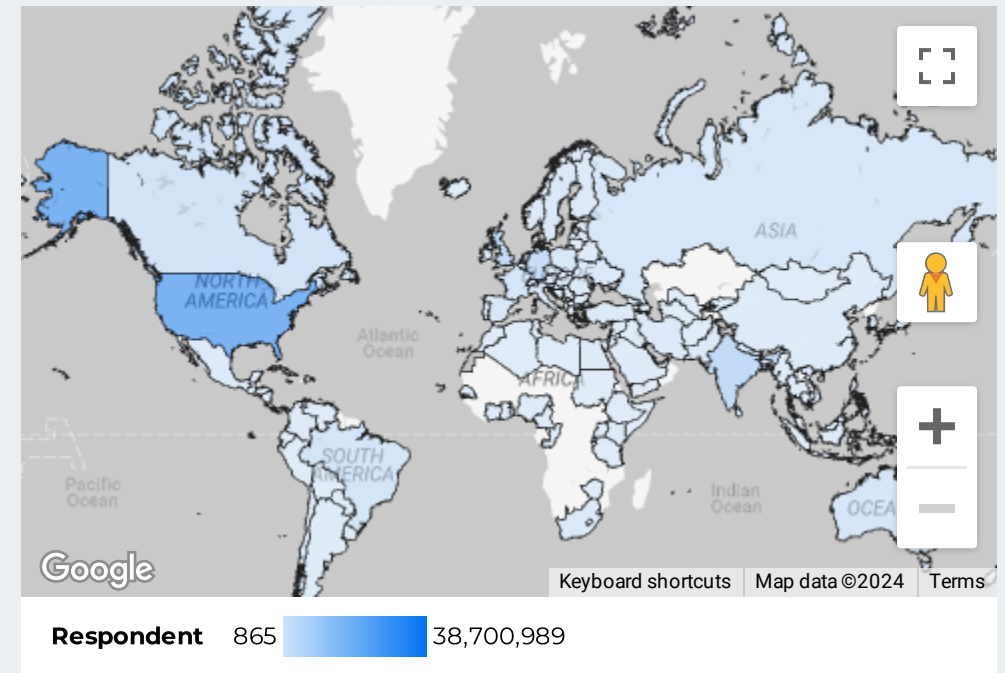 ASIA
NORTH
AMERICA
Atlantic
Ocean
AFRICA
SOUTH
AMERICA
Pacific
Ocean
Indian
Ocean
OCEA
Google
Keyboard shortcuts
Map data ©2024
Terms
Respondent 865 38,700,989